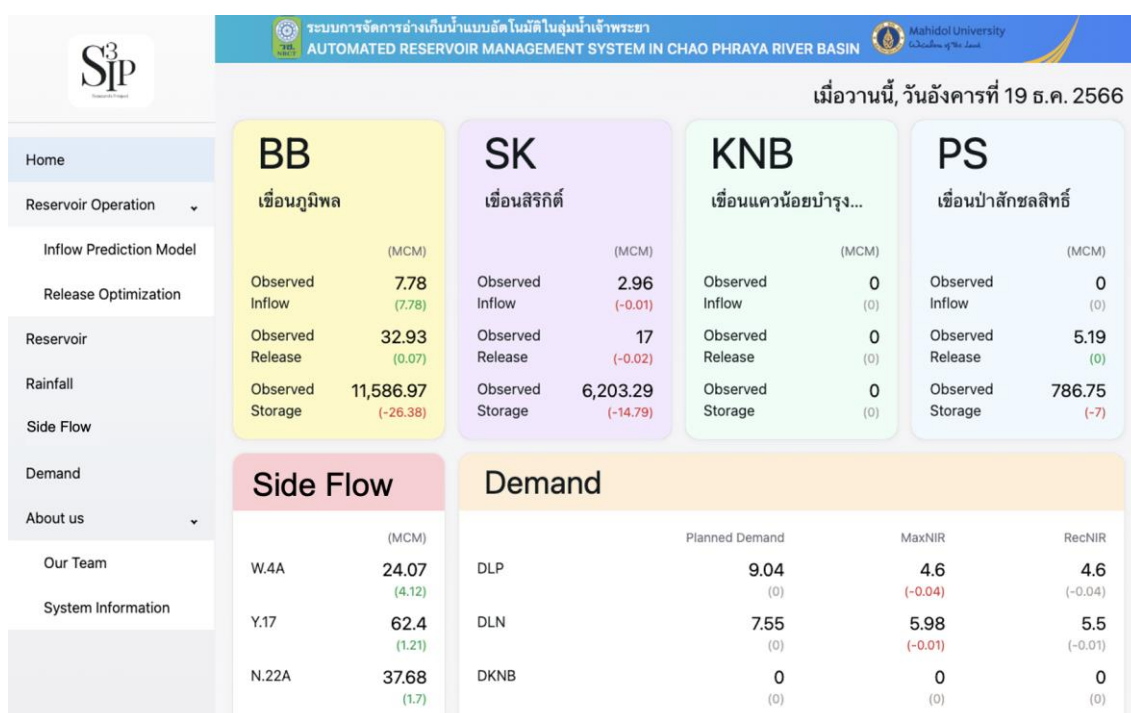 S3IP
วช.
NRCT
ระบบการจัดการอ่างเก็บน้ำแบบอัตโนมัติในลุ่มน้ำเจ้าพระยา
AUTOMATED RESERVOIR MANAGEMENT SYSTEM IN CHAO PHRAYA RIVER BASIN
Mahidol University
Wisdom of the Land
เมื่อวานนี้, วันอังคารที่ 19 ธ.ค. 2566
Home
Reservoir Operation
Inflow Prediction Model
Release Optimization
Reservoir
Rainfall
Side Flow
Demand
About us
Our Team
System Information
BB
เขื่อนภูมิพล
(MCM)
Observed Inflow 7.78 (7.78)
Observed Release 32.93 (0.07)
Observed Storage 11,586.97 (-26.38)
SK
เขื่อนสิริกิติ์
(MCM)
Observed Inflow 2.96 (-0.01)
Observed Release 17 (-0.02)
Observed Storage 6,203.29 (-14.79)
KNB
เขื่อนแควน้อยบำรุง...
(MCM)
Observed Inflow 0 (0)
Observed Release 0 (0)
Observed Storage 0 (0)
PS
เขื่อนป่าสักชลสิทธิ์
(MCM)
Observed Inflow 0 (0)
Observed Release 5.19 (0)
Observed Storage 786.75 (-7)
Side Flow
(MCM)
W.4A 24.07
(4.12)
Y.17 62.4
(1.21)
N.22A 37.68
(1.7)
Demand
Planned Demand MaxNIR RecNIR
DLP 9.04 4.6 4.6
(0) (-0.04) (-0.04)
DLN 7.55 5.98 5.5
(0) (-0.01) (-0.01)
DKNB 0 0 0
(0) (0) (0)